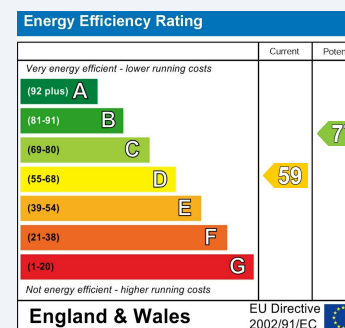 Energy Efficiency Rating
Current
Very energy efficient - lower running costs
(92 plus) A
(81-91) B
(69-80) C
(55-68) D
59
(39-54) E
(21-38) F
(1-20) G
Not energy efficient - higher running costs
England & Wales
EU Directive
2002/91/EC